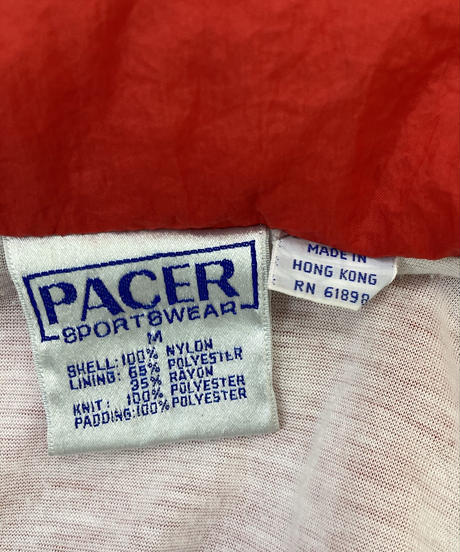 PACER
SPORTSWEAR
M
SHELL: 100% NYLON
LINING: 65% POLYESTER
35% RAYON
KNIT: 100% POLYESTER
PADDING: 100% POLYESTER
MADE IN
HONG KONG
RN 61898